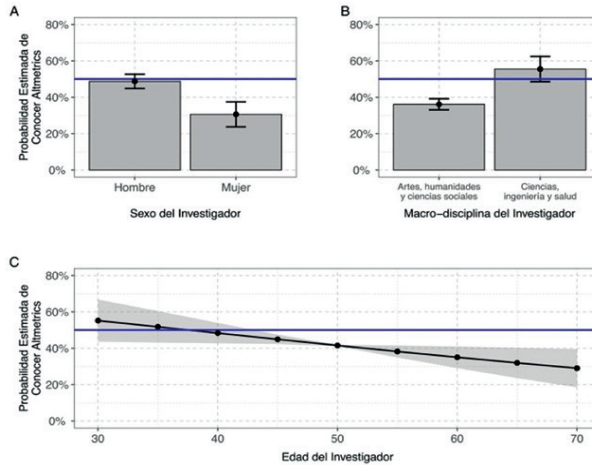 A
Probabilidad Estimada de
Conocer Altmetrics
80%
60%
40%
20%
0%
Hombre
Mujer
Sexo del Investigador
B
80%
60%
40%
20%
0%
Artes, humanidades
y ciencias sociales
Ciencias,
ingeniería y salud
Macro-disciplina del Investigador
C
Probabilidad Estimada de
Conocer Altmetrics
80%
60%
40%
20%
0%
30
40
50
60
70
Edad del Investigador